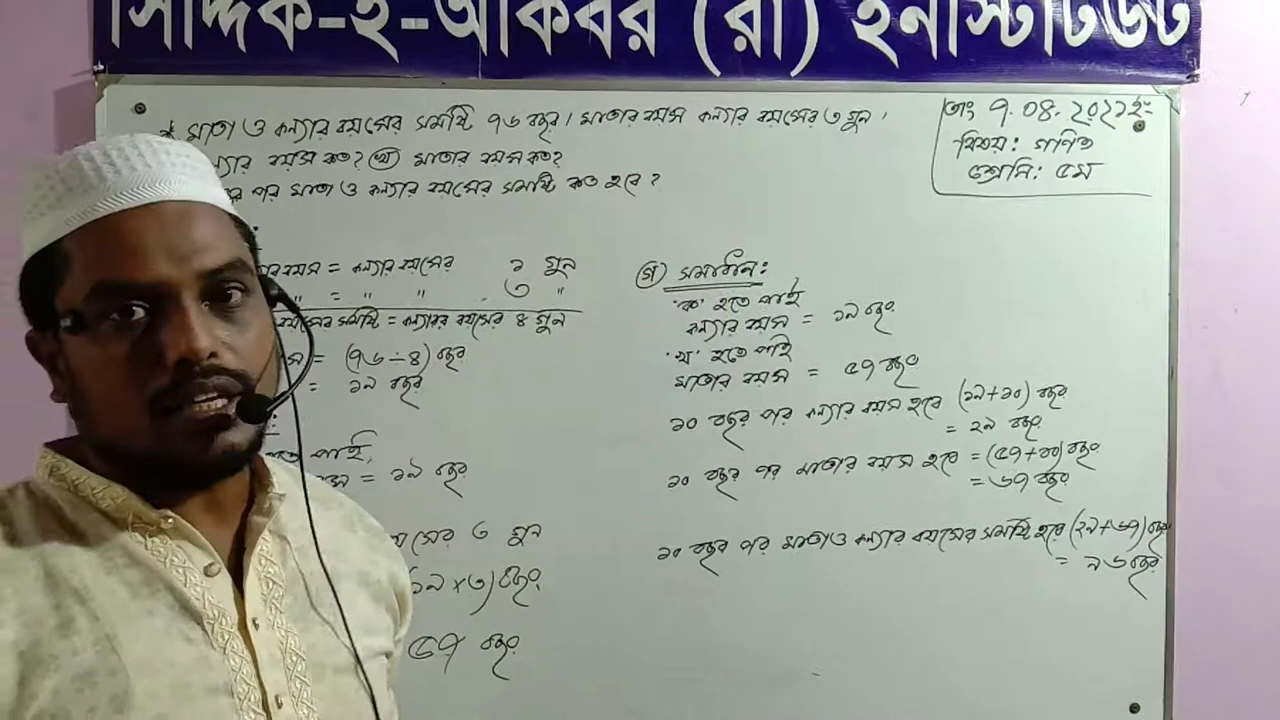 সিদ্দিক-ই-আকবর (রা) ইনস্টিটিউট
তাং ৭. ০৪. ২০২১ইং
বিষয়: গণিত
শ্রেনি: ৫ম
* মাতা ও কন্যার বয়সের সমষ্টি ৭৬ বছর। মাতার বয়স কন্যার বয়সের ৩ গুন।
বয়স কত? (খ) মাতার বয়স কত?
পর মাতা ও কন্যার বয়সের সমষ্টি কত হবে?
বয়স = কন্যার বয়সের ১ গুন
" = " " ৩ "
বয়সের সমষ্টি = কন্যার বয়সের ৪ গুন
= (৭৬ ÷ ৪) বছর
= ১৯ বছর
পাই,
= ১৯ বছর
৩ গুন
১৯ × ৩) বছর
৫৭ বছর
(গ) সমাধান:
'ক' হতে পাই
কন্যার বয়স = ১৯ বছর
'খ' হতে পাই
মাতার বয়স = ৫৭ বছর
১০ বছর পর কন্যার বয়স হবে (১৯+১০) বছর
= ২৯ বছর
১০ বছর পর মাতার বয়স হবে = (৫৭+১০) বছর
= ৬৭ বছর
১০ বছর পর মাতা ও কন্যার বয়সের সমষ্টি হবে (২৯+৬৭) বছর
= ৯৬ বছর